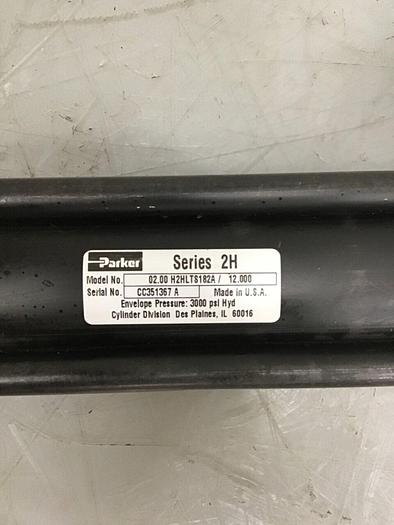 Parker Series 2H
Model No. 02.00 H2HLTS182A / 12.000
Serial No. CC351367 A Made in U.S.A.
Envelope Pressure: 3000 psi Hyd
Cylinder Division Des Plaines, IL 60016